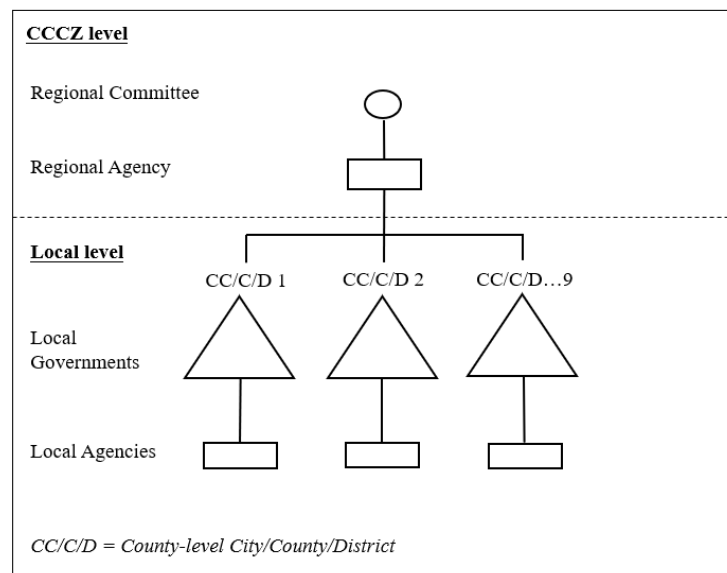 CCCZ level
Regional Committee
Regional Agency
Local level
CC/C/D 1
CC/C/D 2
CC/C/D…9
Local
Governments
Local Agencies
CC/C/D = County-level City/County/District